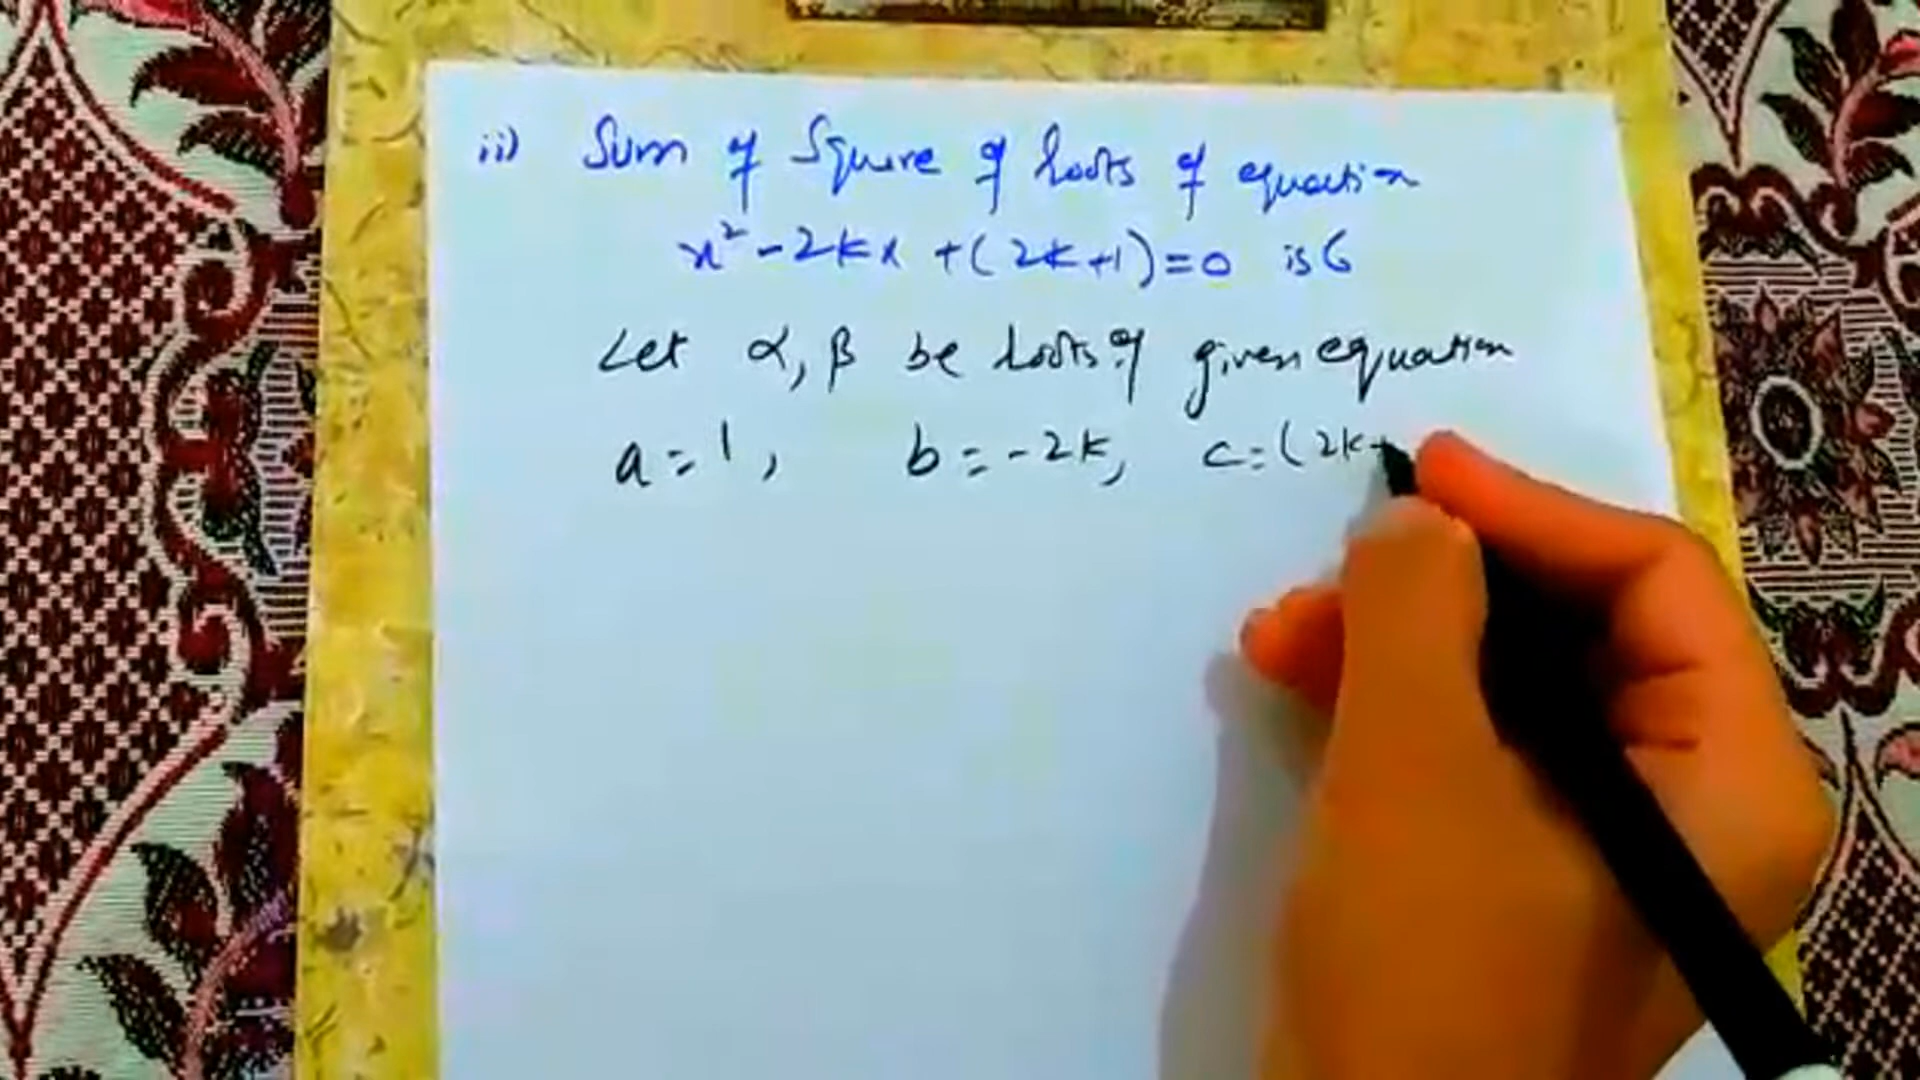 ii) Sum of Square of roots of equation
x² - 2kx + (2k+1) = 0 is 6
Let α, β be roots of given equation
a = 1, b = -2k, c = (2k+